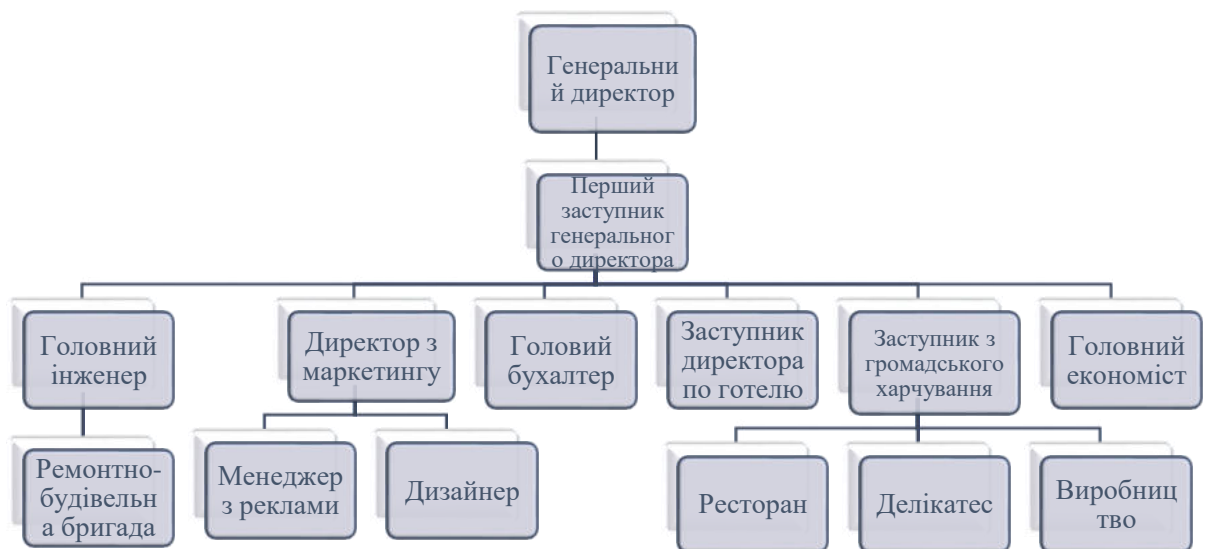 Генеральни
й директор
Перший
заступник
генеральног
о директора
Головний
інженер
Директор з
маркетингу
Головий
бухалтер
Заступник
директора
по готелю
Заступник з
громадського
харчування
Головний
економіст
Ремонтно-
будівельн
а бригада
Менеджер
з реклами
Дизайнер
Ресторан
Делікатес
Виробниц
тво